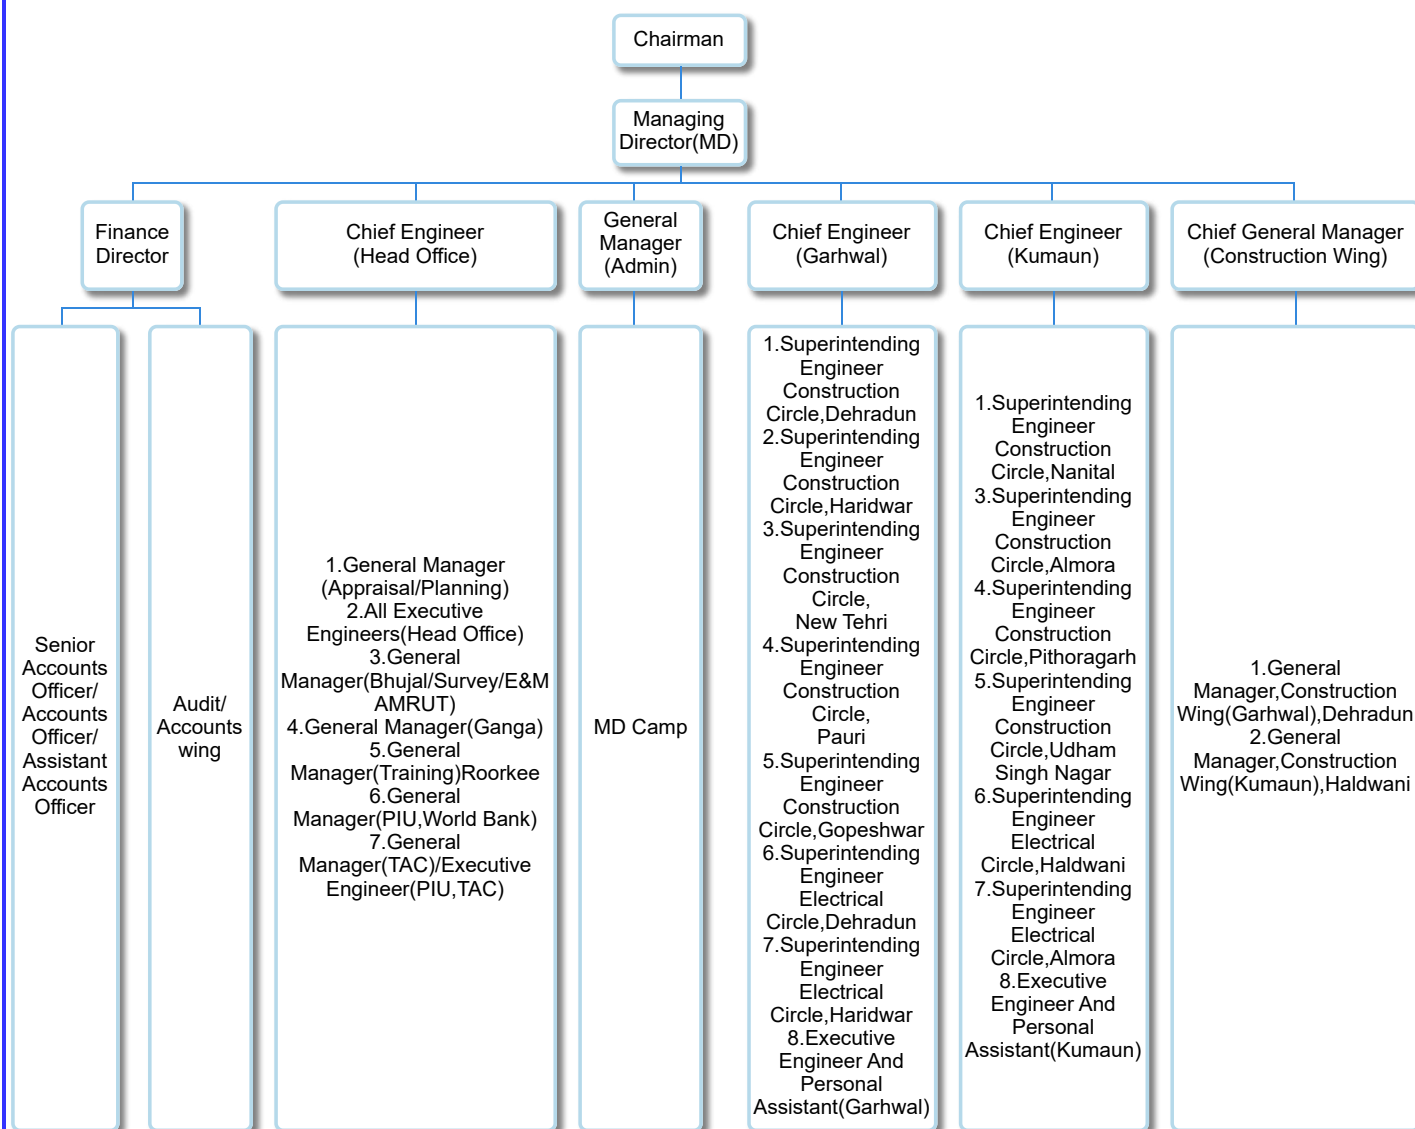 Chairman
Managing
Director(MD)
Finance
Director
Chief Engineer
(Head Office)
General
Manager
(Admin)
Chief Engineer
(Garhwal)
Chief Engineer
(Kumaun)
Chief General Manager
(Construction Wing)
Senior
Accounts
Officer/
Accounts
Officer/
Assistant
Accounts
Officer
Audit/
Accounts
wing
1.General Manager
(Appraisal/Planning)
2.All Executive
Engineers(Head Office)
3.General
Manager(Bhujal/Survey/E&M
AMRUT)
4.General Manager(Ganga)
5.General
Manager(Training)Roorkee
6.General
Manager(PIU,World Bank)
7.General
Manager(TAC)/Executive
Engineer(PIU,TAC)
MD Camp
1.Superintending
Engineer
Construction
Circle,Dehradun
2.Superintending
Engineer
Construction
Circle,Haridwar
3.Superintending
Engineer
Construction
Circle,
New Tehri
4.Superintending
Engineer
Construction
Circle,
Pauri
5.Superintending
Engineer
Construction
Circle,Gopeshwar
6.Superintending
Engineer
Electrical
Circle,Dehradun
7.Superintending
Engineer
Electrical
Circle,Haridwar
8.Executive
Engineer And
Personal
Assistant(Garhwal)
1.Superintending
Engineer
Construction
Circle,Nanital
3.Superintending
Engineer
Construction
Circle,Almora
4.Superintending
Engineer
Construction
Circle,Pithoragarh
5.Superintending
Engineer
Construction
Circle,Udham
Singh Nagar
6.Superintending
Engineer
Electrical
Circle,Haldwani
7.Superintending
Engineer
Electrical
Circle,Almora
8.Executive
Engineer And
Personal
Assistant(Kumaun)
1.General
Manager,Construction
Wing(Garhwal),Dehradun
2.General
Manager,Construction
Wing(Kumaun),Haldwani